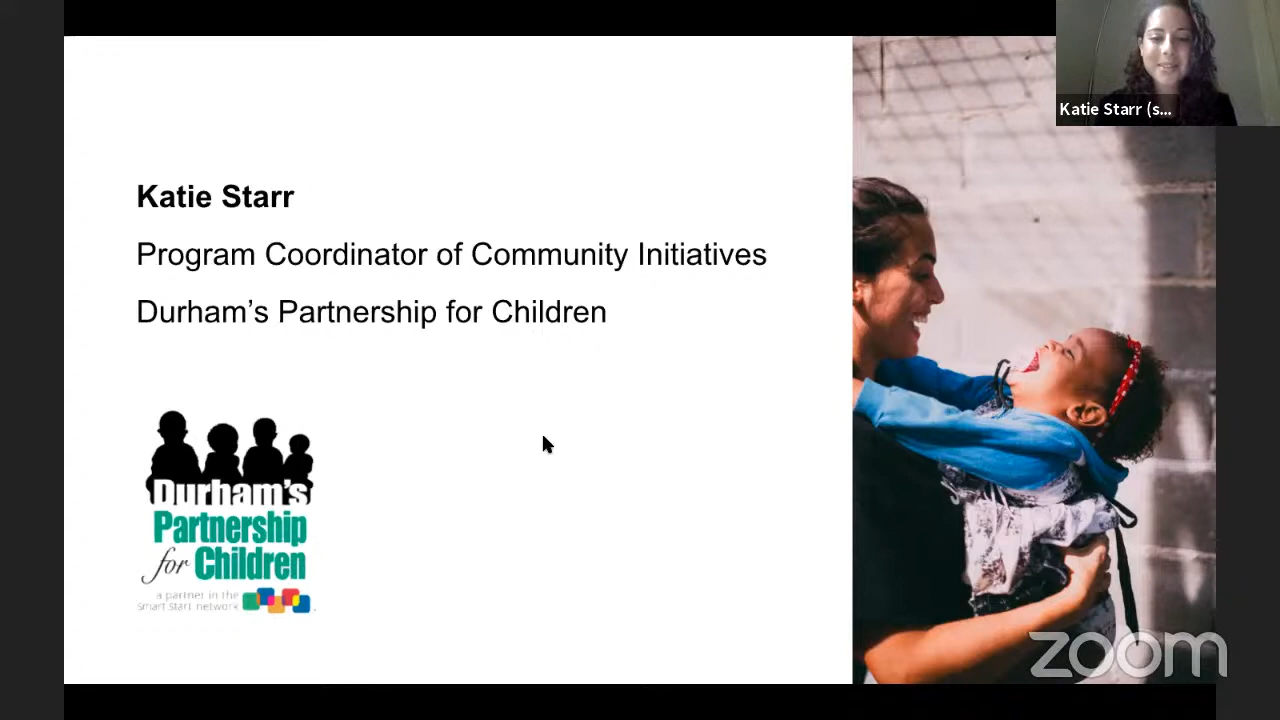 Katie Starr (s...
Katie Starr
Program Coordinator of Community Initiatives
Durham’s Partnership for Children
Durham's
Partnership
for Children
a partner in the
smart start network
zoom